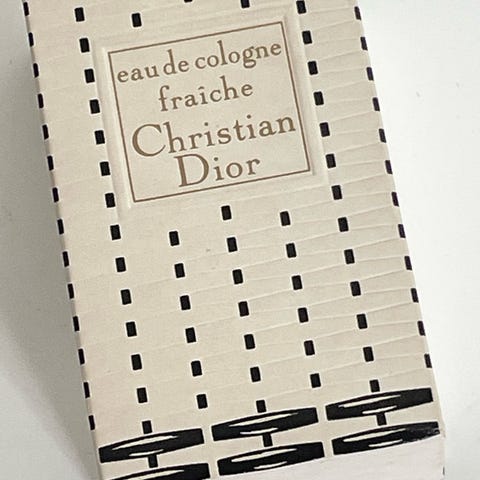 eau de cologne
fraîche
Christian
Dior